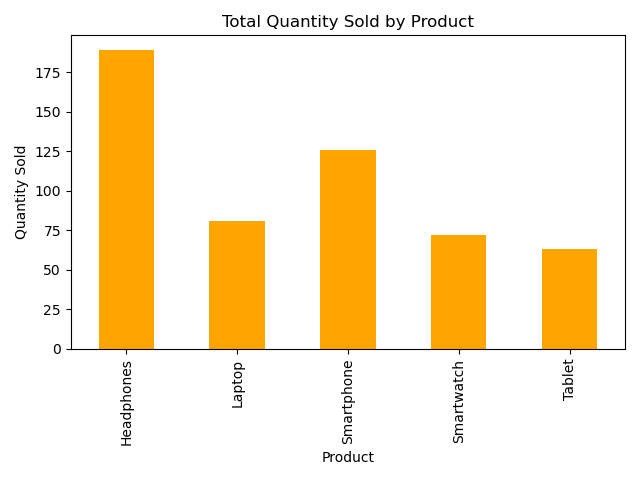 Total Quantity Sold by Product
Quantity Sold
175
150
125
100
75
50
25
0
Headphones
Laptop
Smartphone
Smartwatch
Tablet
Product